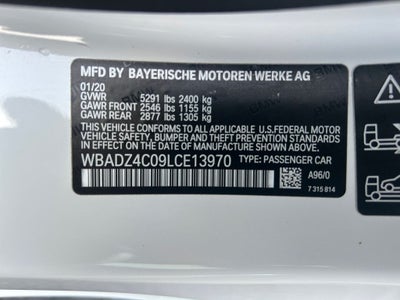 MFD BY BAYERISCHE MOTOREN WERKE AG
01/20
GVWR 5291 lbs 2400 kg
GAWR FRONT 2546 lbs 1155 kg
GAWR REAR 2877 lbs 1305 kg
THIS VEHICLE CONFORMS TO ALL APPLICABLE U.S.FEDERAL MOTOR
VEHICLE SAFETY, BUMPER, AND THEFT PREVENTION STANDARDS
IN EFFECT ON THE DATE OF MANUFACTURE SHOWN ABOVE.
WBADZ4C09LCE13970 TYPE: PASSENGER CAR
A96/0
7 315 814